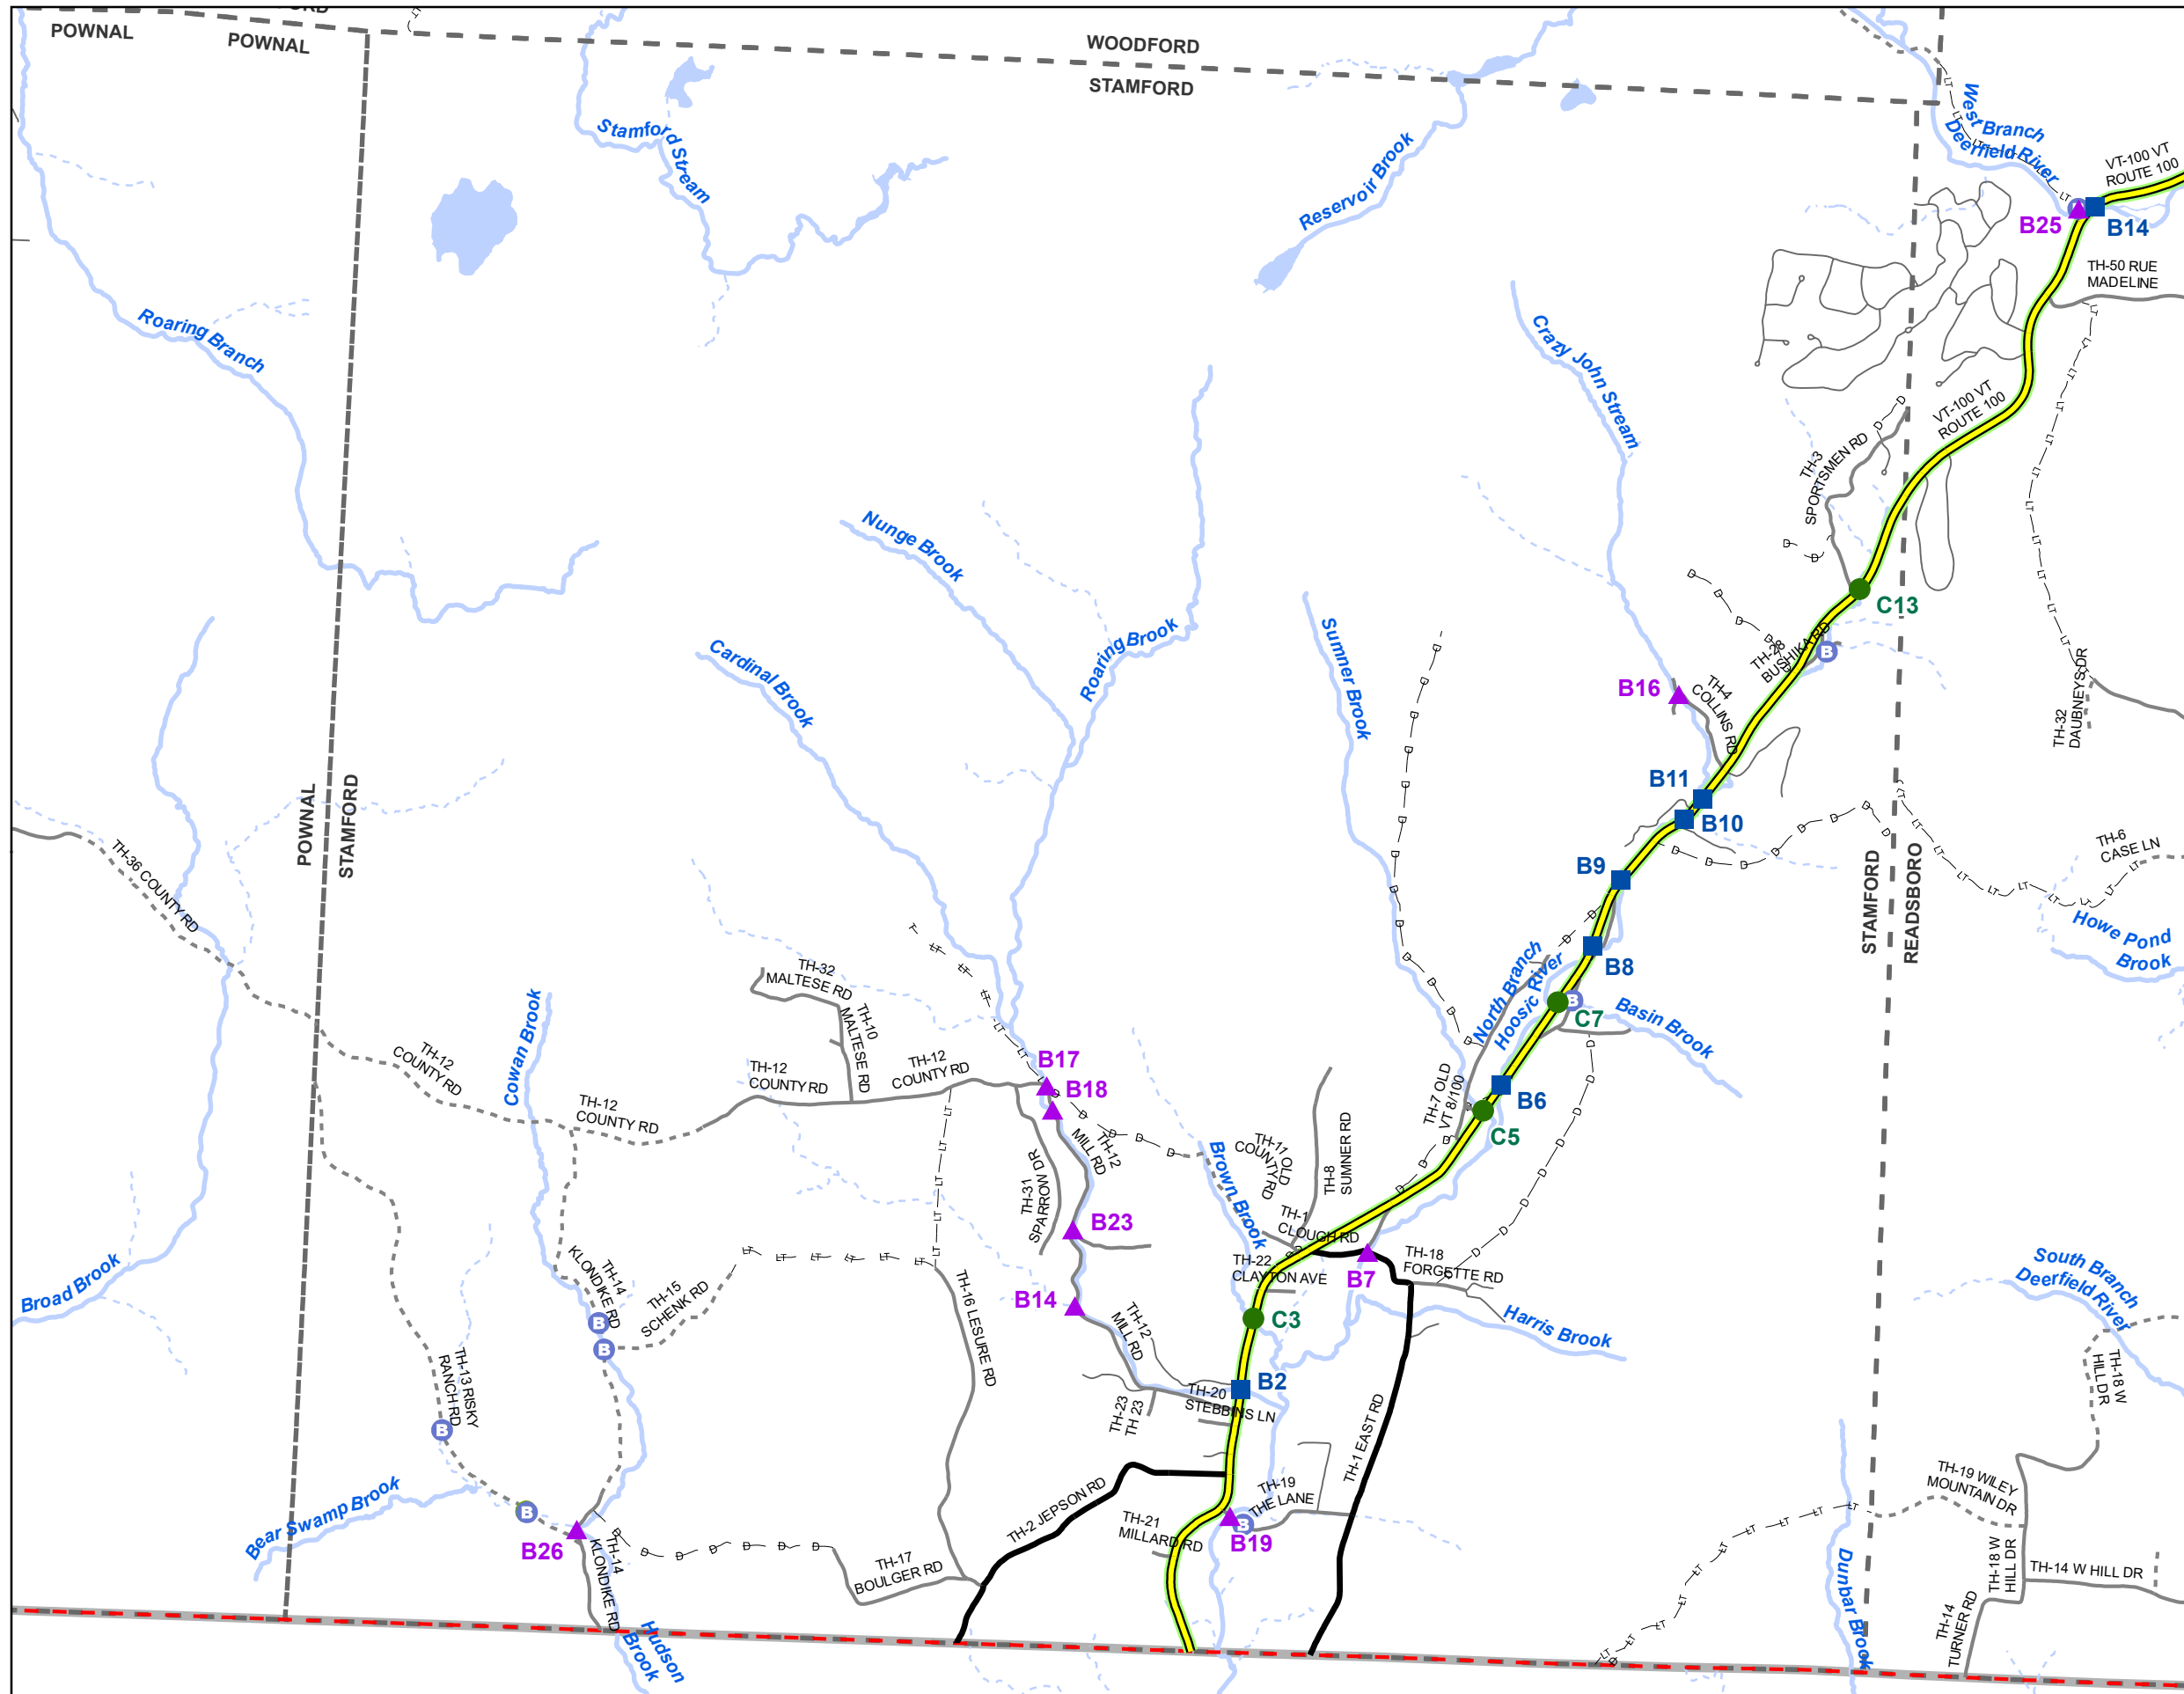 POWNAL
POWNAL
WOODFORD
STAMFORD
Stamford Stream
Reservoir Brook
West Branch
Deerfield River
VT-100 VT
ROUTE 100
B25
B14
TH-50 RUE
MADELINE
Roaring Branch
Crazy John Stream
VT-100 VT
ROUTE 100
TH-3
SPORTSMEN RD
Nunge Brook
C13
Cardinal Brook
Roaring Brook
Sumner Brook
TH-28
BUSHIKA RD
B
B16
TH-4
COLLINS RD
TH-32
DAUBNEYS DR
POWNAL
STAMFORD
B11
B10
TH-36 COUNTY RD
B9
STAMFORD
READSBORO
TH-6
CASE LN
Howe Pond
Brook
B8
North Branch
Hoosic River
TH-32
MALTESE RD
TH-10
MALTESE RD
Cowan Brook
B
C7
Basin Brook
TH-12
COUNTY RD
TH-12
COUNTY RD
TH-12
COUNTY RD
B17
B18
TH-12
COUNTY RD
TH-7 OLD
VT 8/100
B6
C5
TH-12
MILL RD
TH-31
SPARROW DR
Brown Brook
TH-11 OLD
COUNTY RD
TH-8
SUMNER RD
B23
TH-1
CLOUGH RD
TH-22
CLAYTON AVE
B7
TH-18
FORGETTE RD
Broad Brook
TH-14
KLONDIKE RD
TH-15
SCHENK RD
B
B
TH-16 LESURE RD
B14
TH-12
MILL RD
C3
Harris Brook
South Branch
Deerfield River
TH-13 RISKY
RANCH RD
B
TH-23
TH 23
TH-20
STEBBINS LN
B2
TH-18 W
HILL DR
TH-1 EAST RD
Bear Swamp Brook
B
B26
TH-14
KLONDIKE RD
TH-17
BOULGER RD
TH-2 JEPSON RD
TH-21
MILLARD RD
TH-19
THE LANE
B
B19
TH-19 WILEY
MOUNTAIN DR
TH-18 W
HILL DR
TH-14 W HILL DR
TH-14
TURNER RD
Dunbar Brook
Hudson
Brook